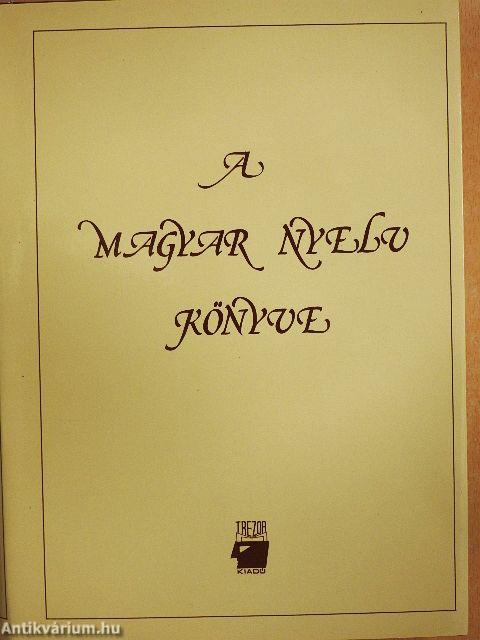 A
MAGYAR NYELV
KÖNYVE
TREZOR
KIADÓ
Antikvárium.hu